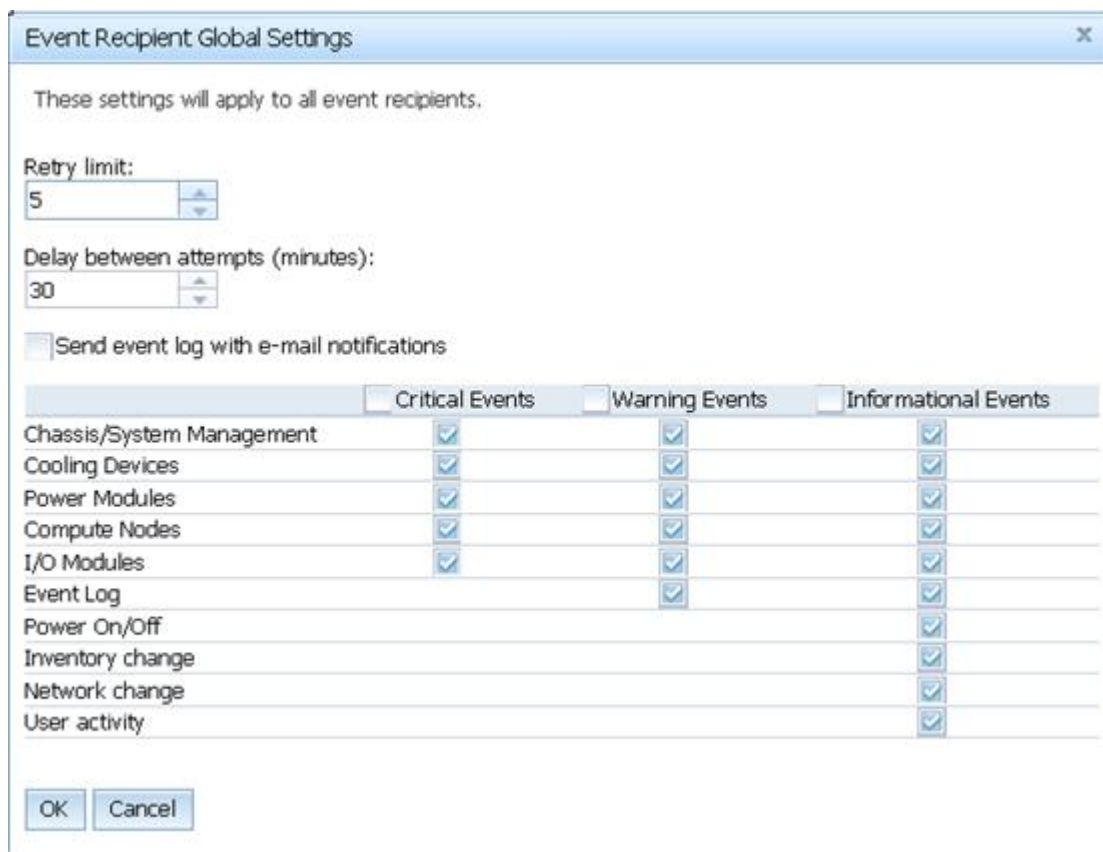 Event Recipient Global Settings
These settings will apply to all event recipients.
Retry limit:
5
Delay between attempts (minutes):
30
Send event log with e-mail notifications
Critical Events Warning Events Informational Events
Chassis/System Management
Cooling Devices
Power Modules
Compute Nodes
I/O Modules
Event Log
Power On/Off
Inventory change
Network change
User activity
OK Cancel